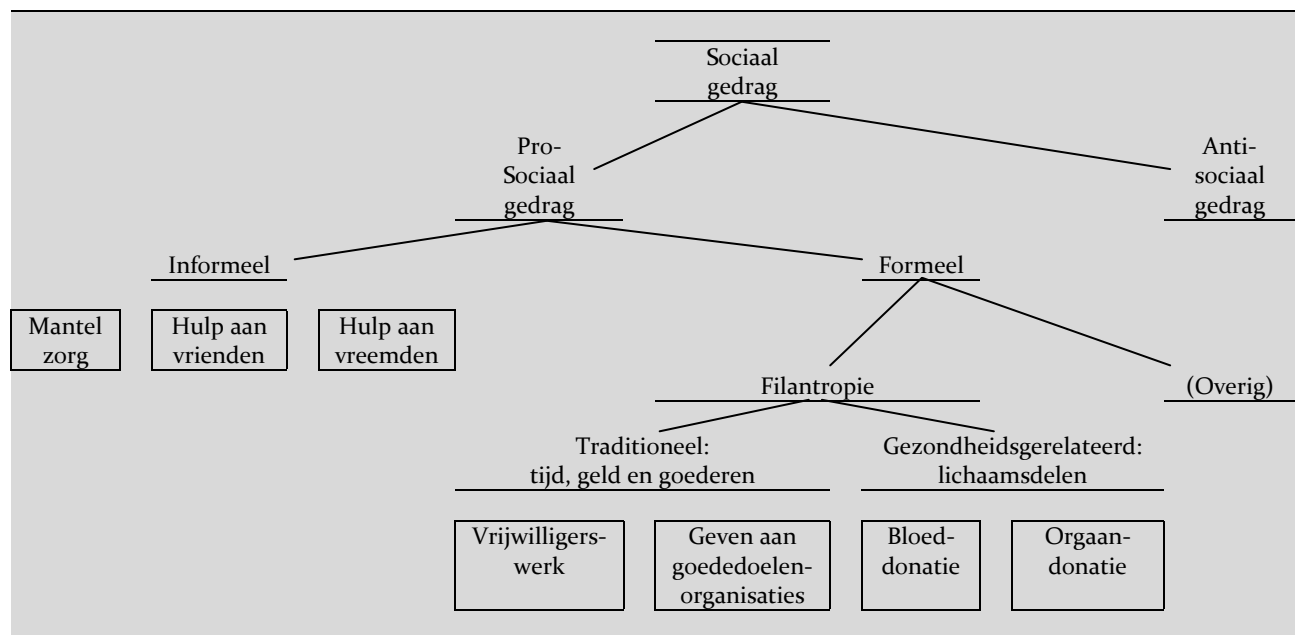 Sociaal
gedrag
Pro-
Sociaal
gedrag
Anti-
sociaal
gedrag
Informeel
Formeel
Mantel
zorg
Hulp aan
vrienden
Hulp aan
vreemden
Filantropie
(Overig)
Traditioneel:
tijd, geld en goederen
Gezondheidsgerelateerd:
lichaamsdelen
Vrijwilligers-
werk
Geven aan
goededoelen-
organisaties
Bloed-
donatie
Orgaan-
donatie